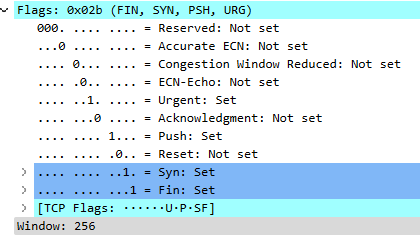 Flags: 0x02b (FIN, SYN, PSH, URG)
000. .... .... = Reserved: Not set
...0 .... .... = Accurate ECN: Not set
.... 0... .... = Congestion Window Reduced: Not set
.... .0.. .... = ECN-Echo: Not set
.... ..1. .... = Urgent: Set
.... ...0 .... = Acknowledgment: Not set
.... .... 1... = Push: Set
.... .... .0.. = Reset: Not set
.... .... ..1. = Syn: Set
.... .... ...1 = Fin: Set
[TCP Flags: ······U·P·SF]
Window: 256